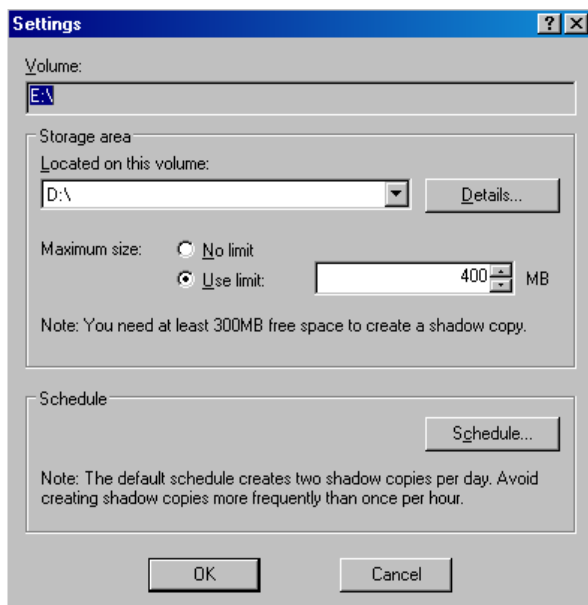 Settings
Volume:
E:\
Storage area
Located on this volume:
D:\
Details...
Maximum size:
No limit
Use limit:
400
MB
Note: You need at least 300MB free space to create a shadow copy.
Schedule
Schedule...
Note: The default schedule creates two shadow copies per day. Avoid
creating shadow copies more frequently than once per hour.
OK
Cancel